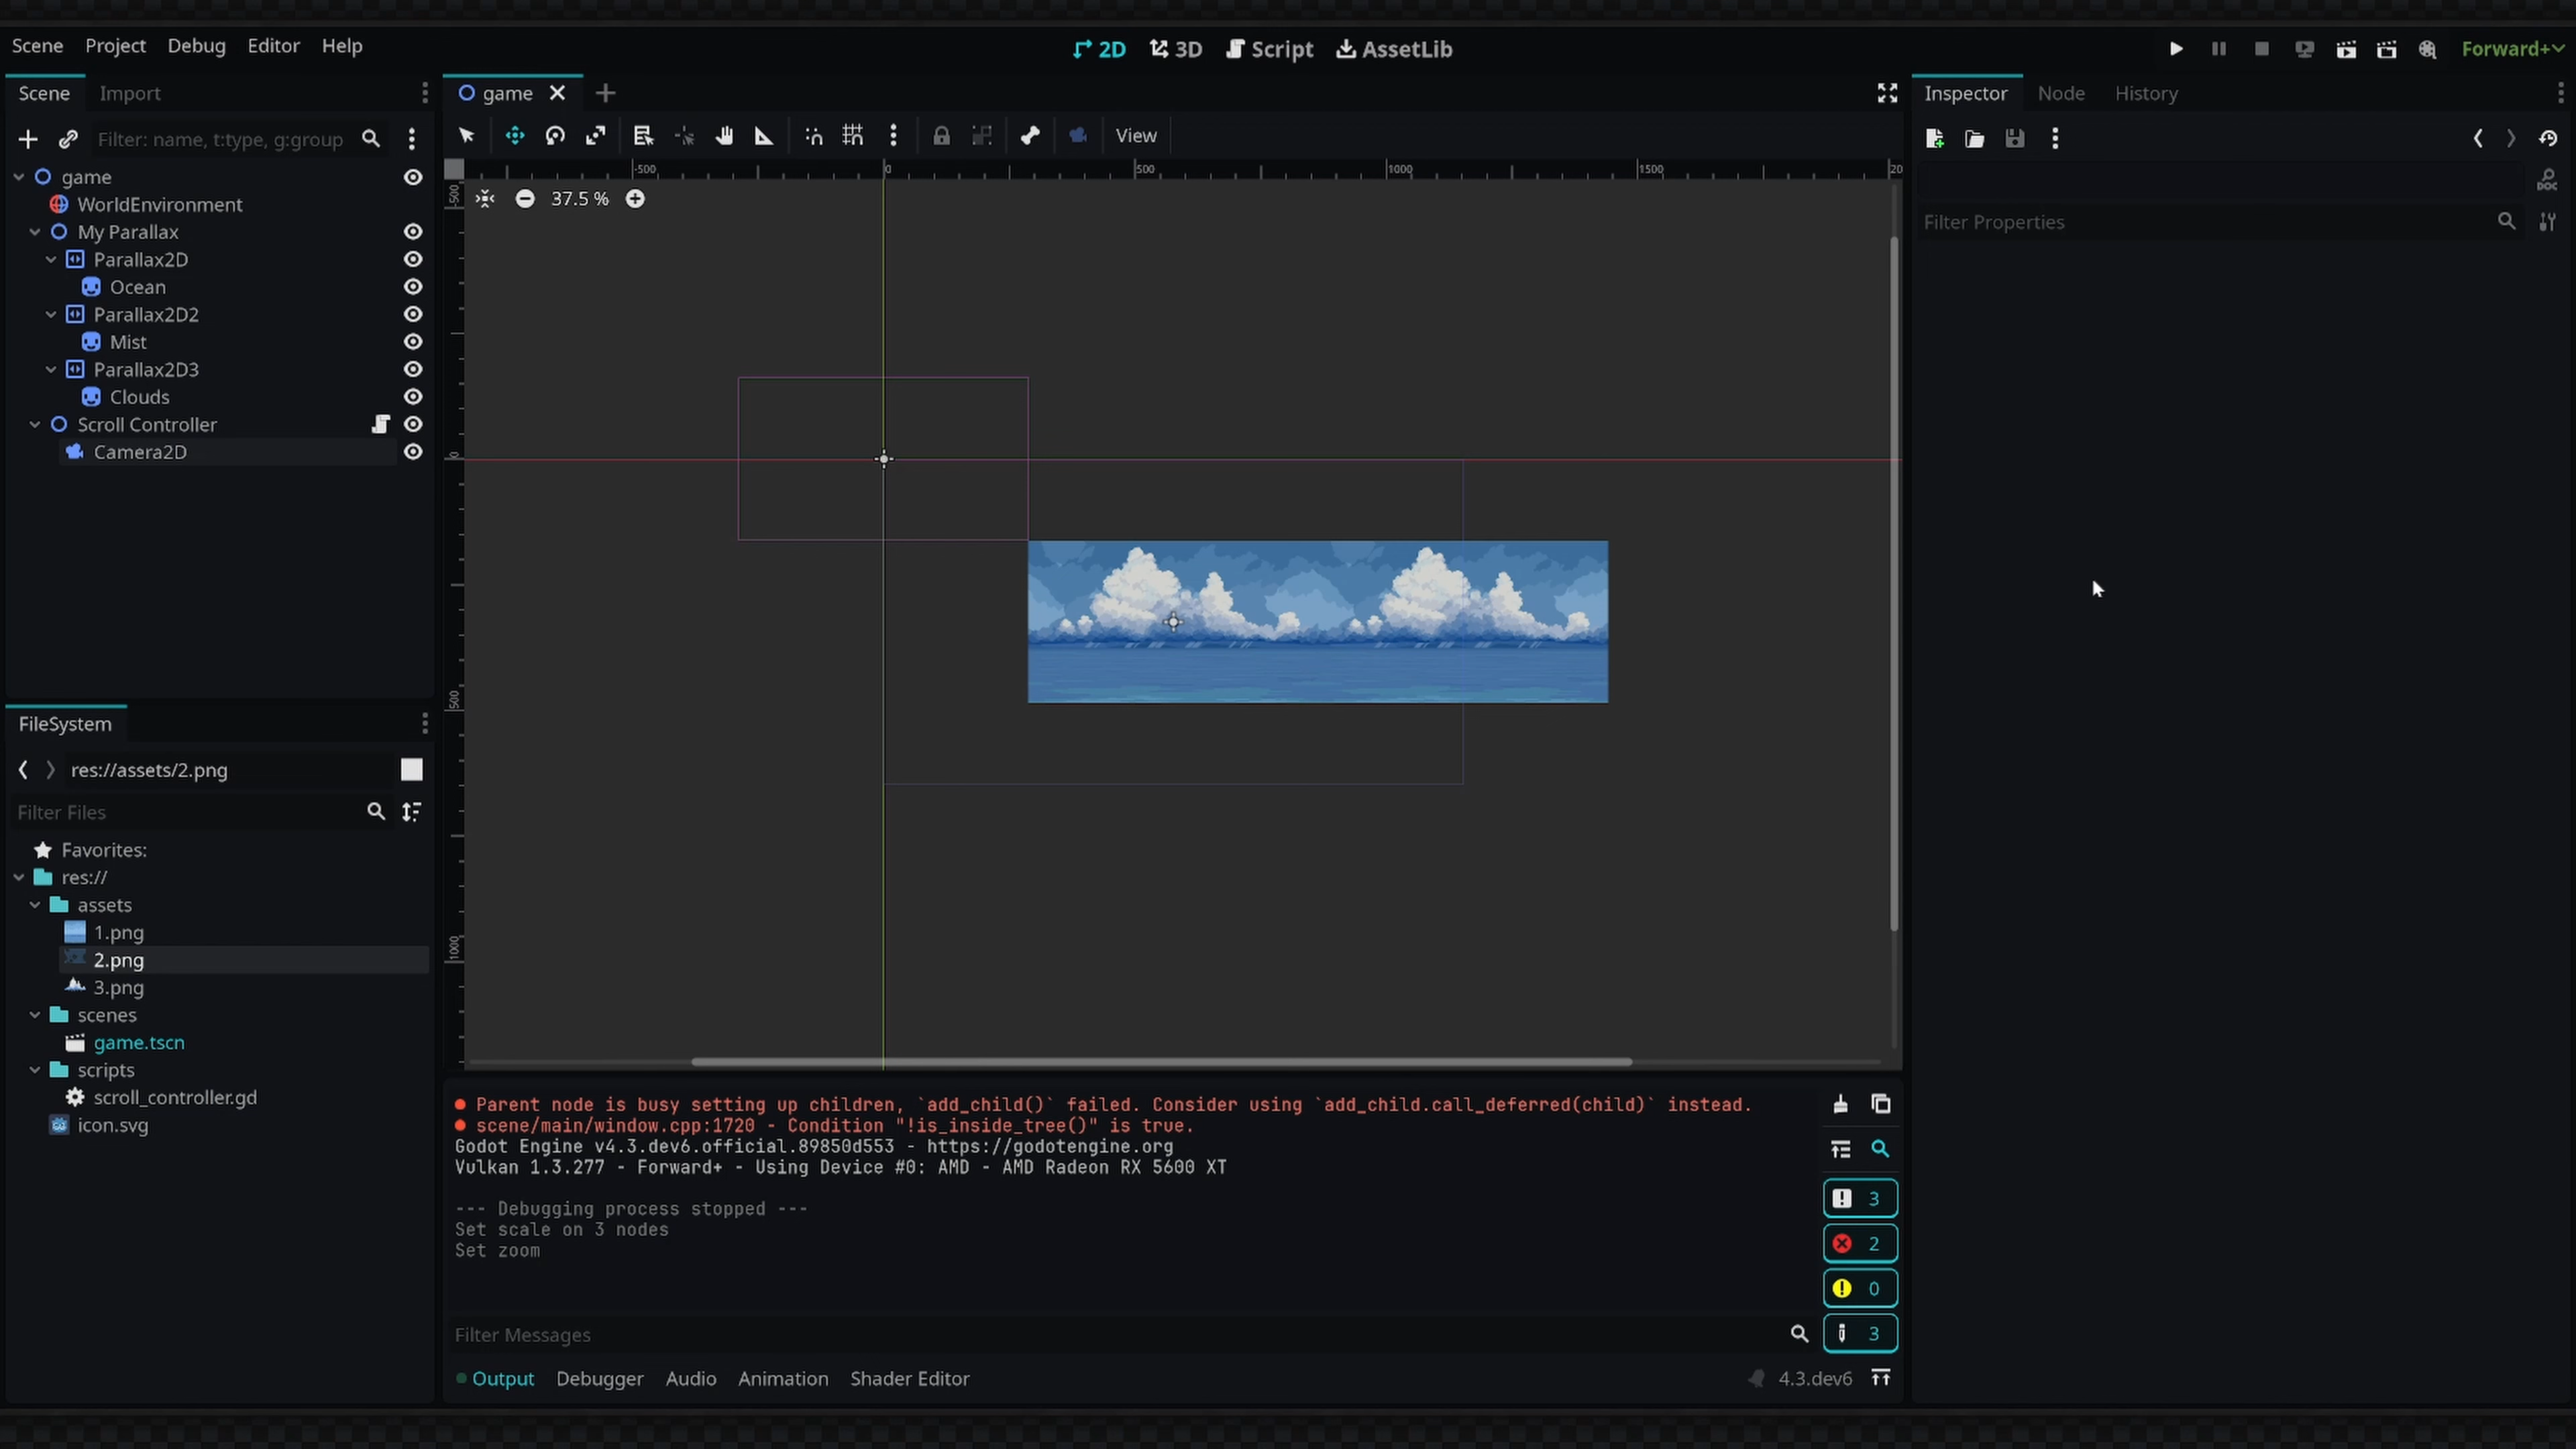 Scene Project Debug Editor Help
2D 3D Script AssetLib
Forward+
Scene Import
Filter: name, t:type, g:group
game
WorldEnvironment
My Parallax
Parallax2D
Ocean
Parallax2D2
Mist
Parallax2D3
Clouds
Scroll Controller
Camera2D
FileSystem
res://assets/2.png
Filter Files
Favorites:
res://
assets
1.png
2.png
3.png
scenes
game.tscn
scripts
scroll_controller.gd
icon.svg
game
View
-500 0 500 1000 1500 20
-500
0
500
1000
37.5 %
Parent node is busy setting up children, `add_child()` failed. Consider using `add_child.call_deferred(child)` instead.
scene/main/window.cpp:1720 - Condition "!is_inside_tree()" is true.
Godot Engine v4.3.dev6.official.89850d553 - https://godotengine.org
Vulkan 1.3.277 - Forward+ - Using Device #0: AMD - AMD Radeon RX 5600 XT
--- Debugging process stopped ---
Set scale on 3 nodes
Set zoom
3
2
0
3
Filter Messages
Output Debugger Audio Animation Shader Editor
4.3.dev6
Inspector Node History
DOC
Filter Properties